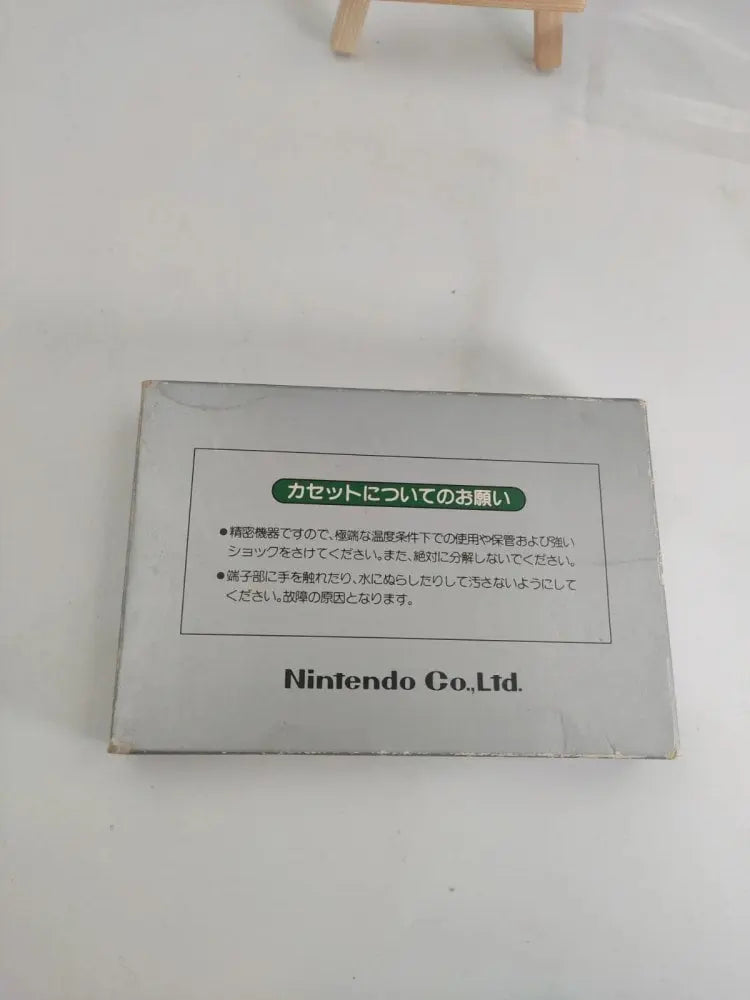 カセットについてのお願い
●精密機器ですので、極端な温度条件下での使用や保管および強い
ショックをさけてください。また、絶対に分解しないでください。
●端子部に手を触れたり、水にぬらしたりして汚さないようにして
ください。故障の原因となります。
Nintendo Co.,Ltd.